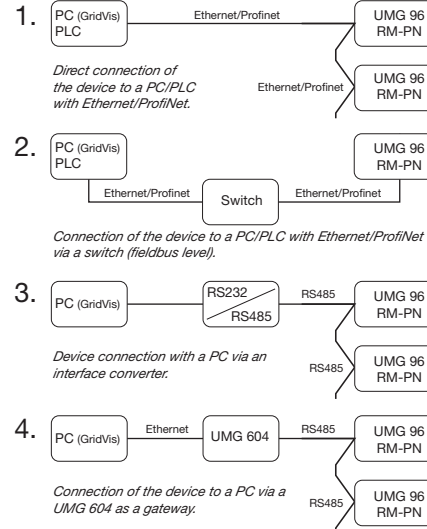 1.
PC (GridVis)
PLC
Ethernet/Profinet
UMG 96
RM-PN
Direct connection of
the device to a PC/PLC
with Ethernet/ProfiNet.
Ethernet/Profinet
UMG 96
RM-PN
2.
PC (GridVis)
PLC
UMG 96
RM-PN
Ethernet/Profinet
Switch
Ethernet/Profinet
Connection of the device to a PC/PLC with Ethernet/ProfiNet
via a switch (fieldbus level).
3.
PC (GridVis)
RS232
RS485
RS485
UMG 96
RM-PN
Device connection with a PC via an
interface converter.
RS485
UMG 96
RM-PN
4.
PC (GridVis)
Ethernet
UMG 604
RS485
UMG 96
RM-PN
Connection of the device to a PC via a
UMG 604 as a gateway.
RS485
UMG 96
RM-PN